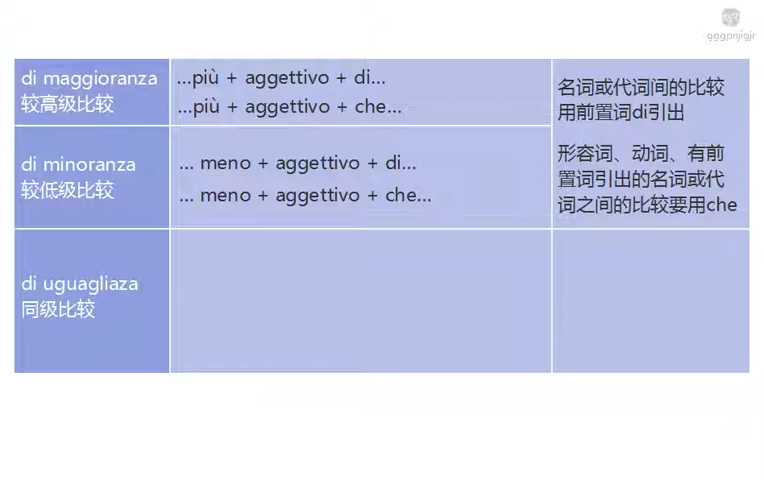 gggpnjigjr
di maggioranza
较高级比较
...più + aggettivo + di...
...più + aggettivo + che...
名词或代词间的比较
用前置词di引出
di minoranza
较低级比较
... meno + aggettivo + di...
... meno + aggettivo + che...
形容词、动词、有前
置词引出的名词或代
词之间的比较要用che
di uguagliaza
同级比较